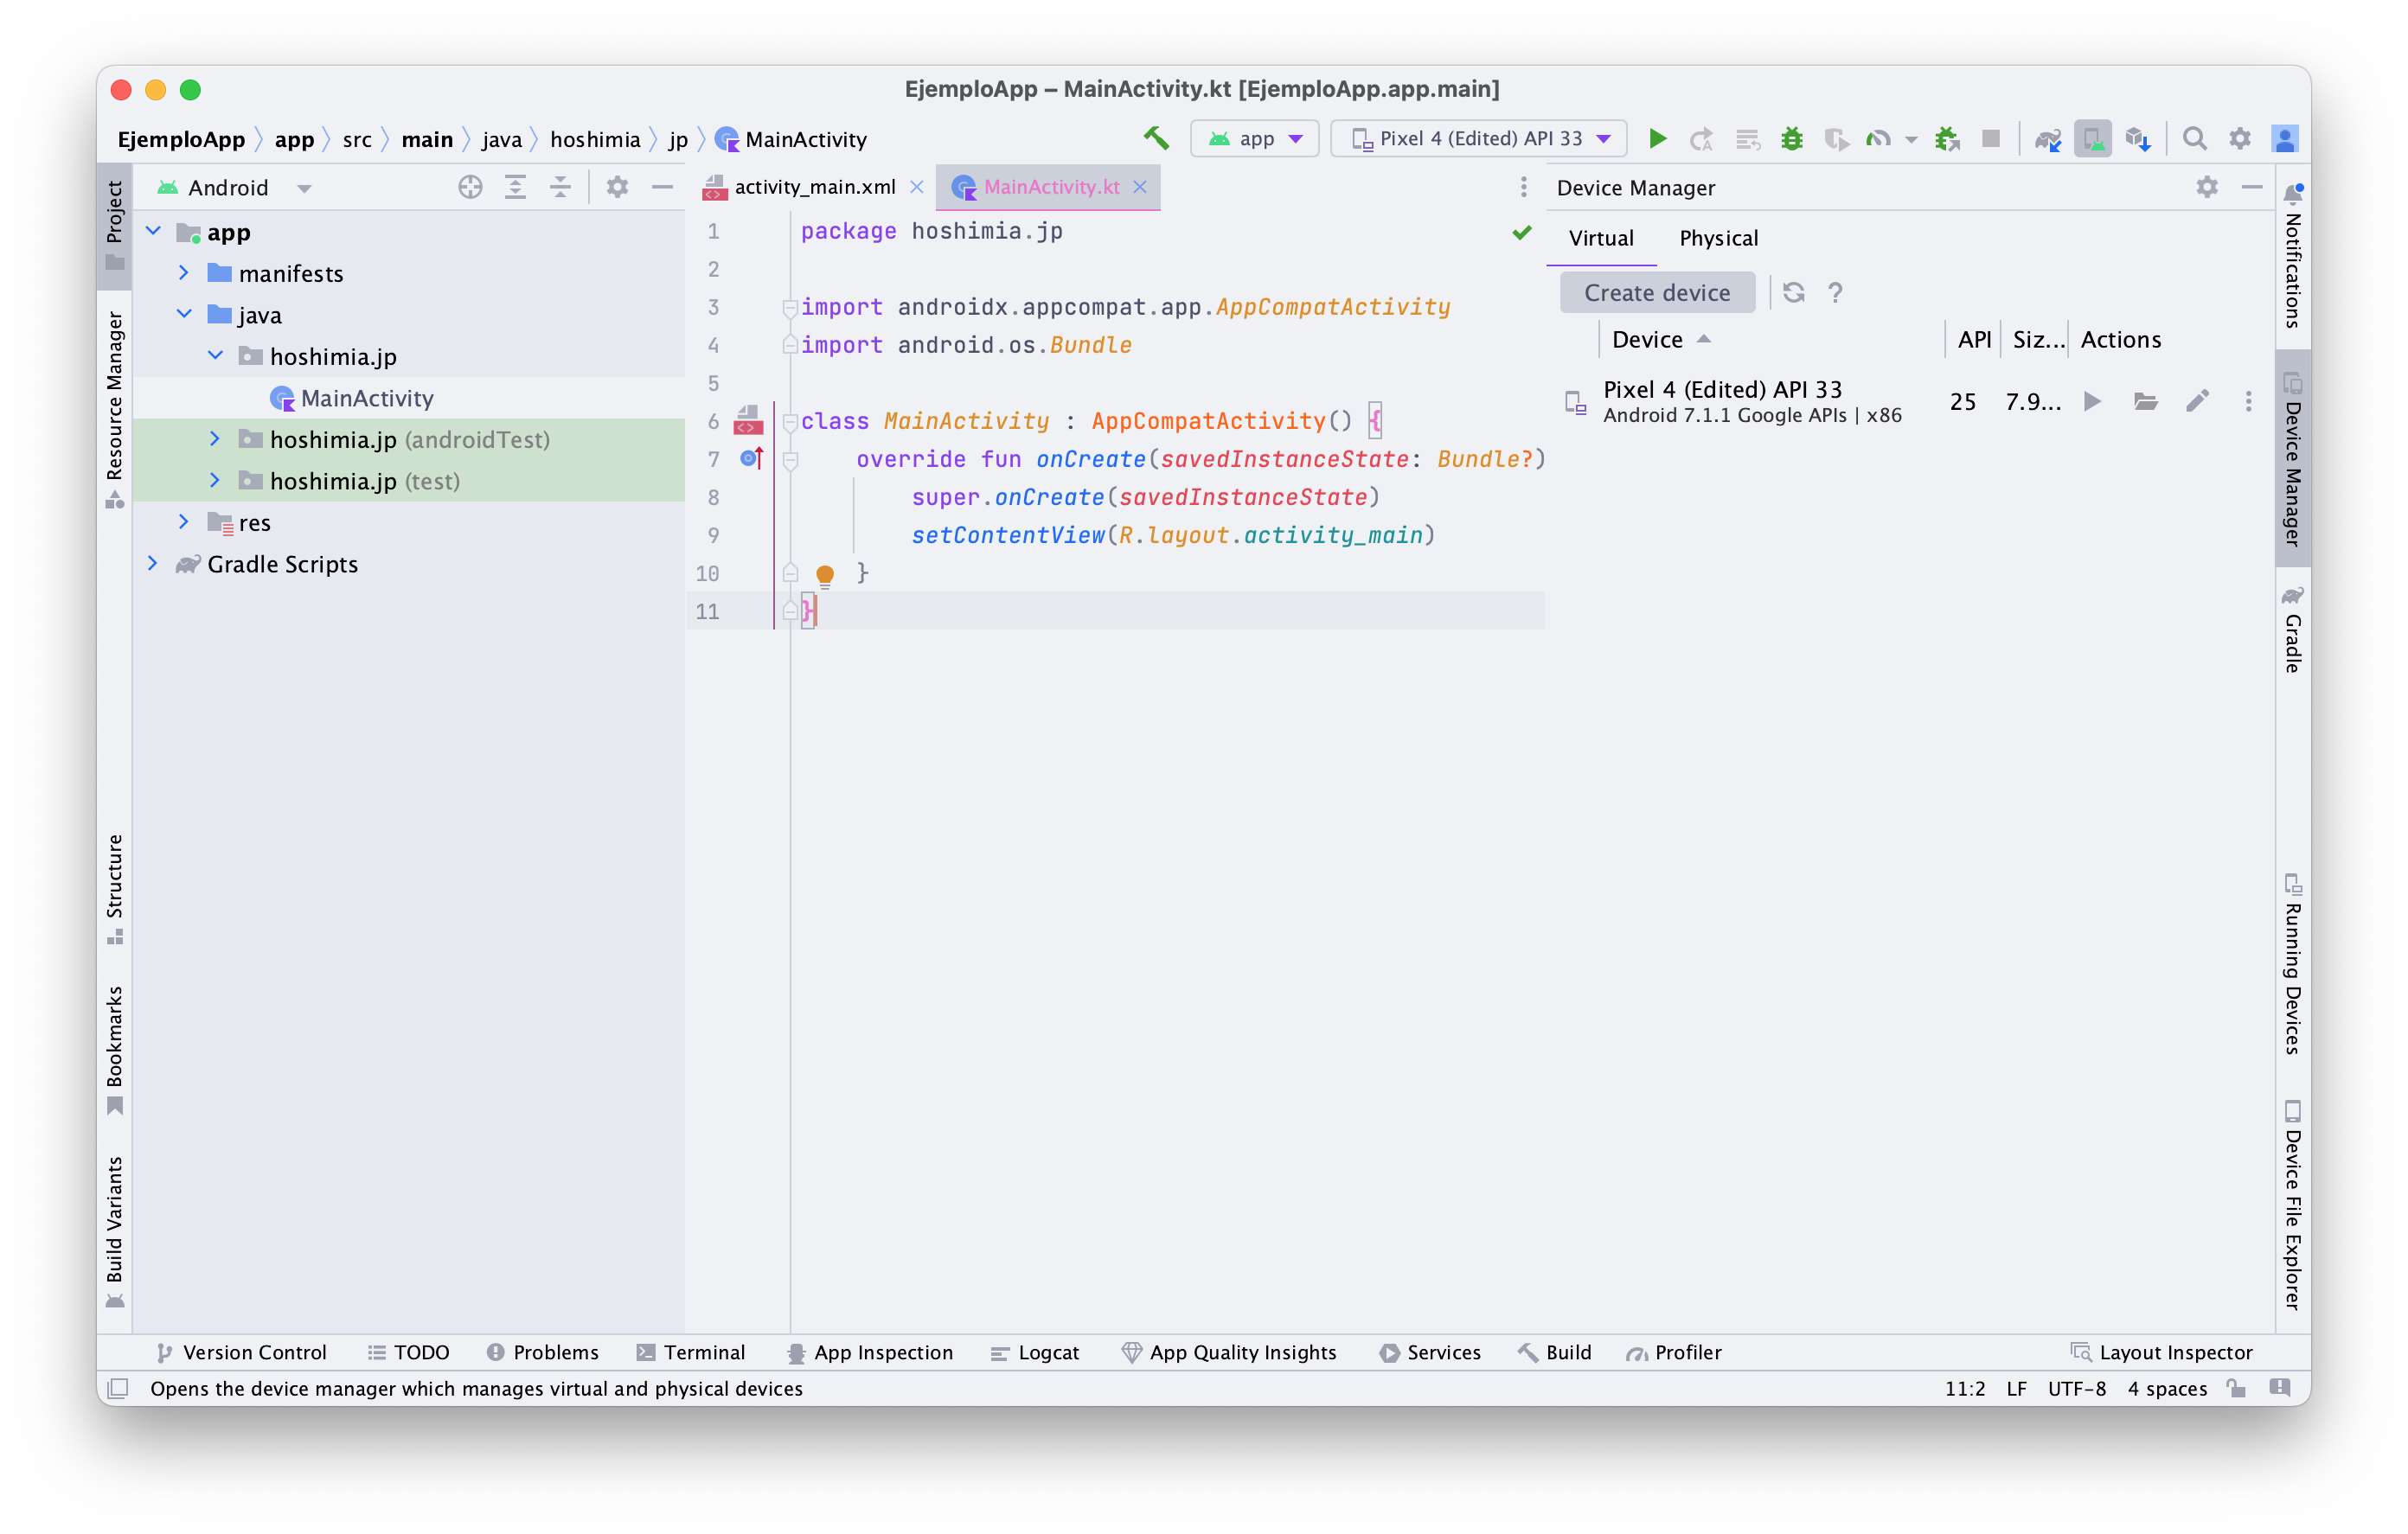 EjemploApp – MainActivity.kt [EjemploApp.app.main]
EjemploApp app src main java hoshimia jp MainActivity
app Pixel 4 (Edited) API 33
Project
Resource Manager
Structure
Bookmarks
Build Variants
Android
app
manifests
java
hoshimia.jp
MainActivity
hoshimia.jp (androidTest)
hoshimia.jp (test)
res
Gradle Scripts
activity_main.xml MainActivity.kt
1 package hoshimia.jp
2
3 import androidx.appcompat.app.AppCompatActivity
4 import android.os.Bundle
5
6 class MainActivity : AppCompatActivity() {
7 override fun onCreate(savedInstanceState: Bundle?)
8 super.onCreate(savedInstanceState)
9 setContentView(R.layout.activity_main)
10 }
11 }
Device Manager
Virtual Physical
Create device ?
Device API Siz... Actions
Pixel 4 (Edited) API 33
Android 7.1.1 Google APIs | x86
25 7.9...
Notifications
Device Manager
Gradle
Running Devices
Device File Explorer
Version Control TODO Problems Terminal App Inspection Logcat App Quality Insights Services Build Profiler Layout Inspector
Opens the device manager which manages virtual and physical devices 11:2 LF UTF-8 4 spaces